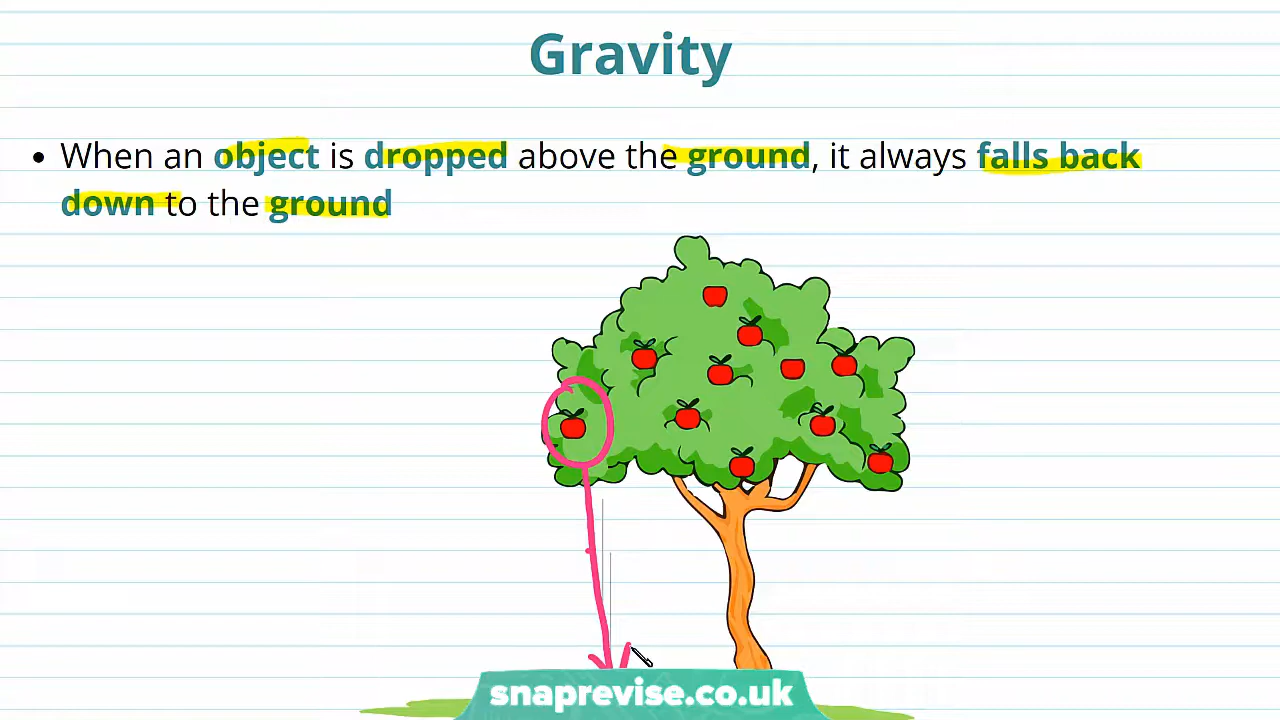 Gravity
• When an object is dropped above the ground, it always falls back
down to the ground
snaprevise.co.uk